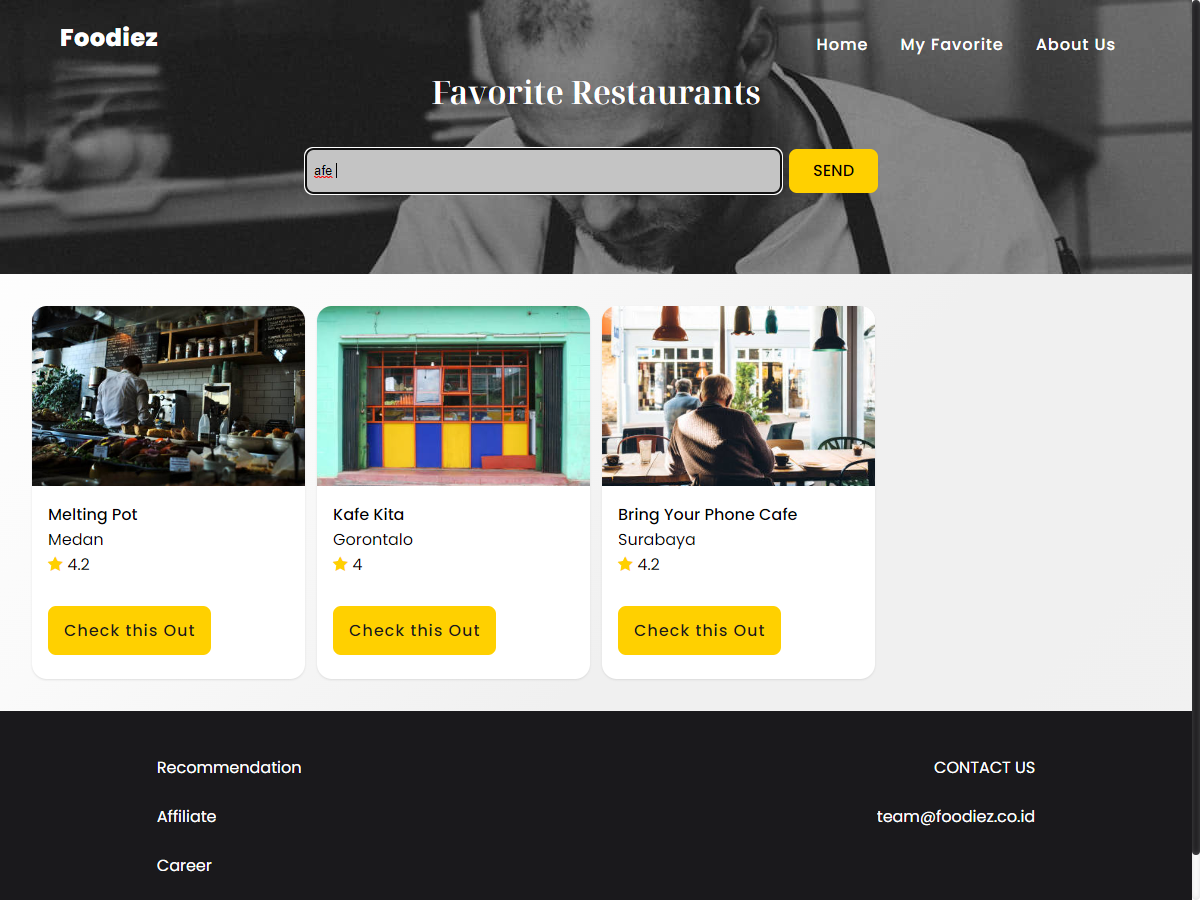 Foodiez
Home My Favorite About Us
Favorite Restaurants
afe
SEND
Melting Pot
Medan
4.2
Check this Out
Kafe Kita
Gorontalo
4
Check this Out
Bring Your Phone Cafe
Surabaya
4.2
Check this Out
Recommendation
Affiliate
Career
CONTACT US
team@foodiez.co.id